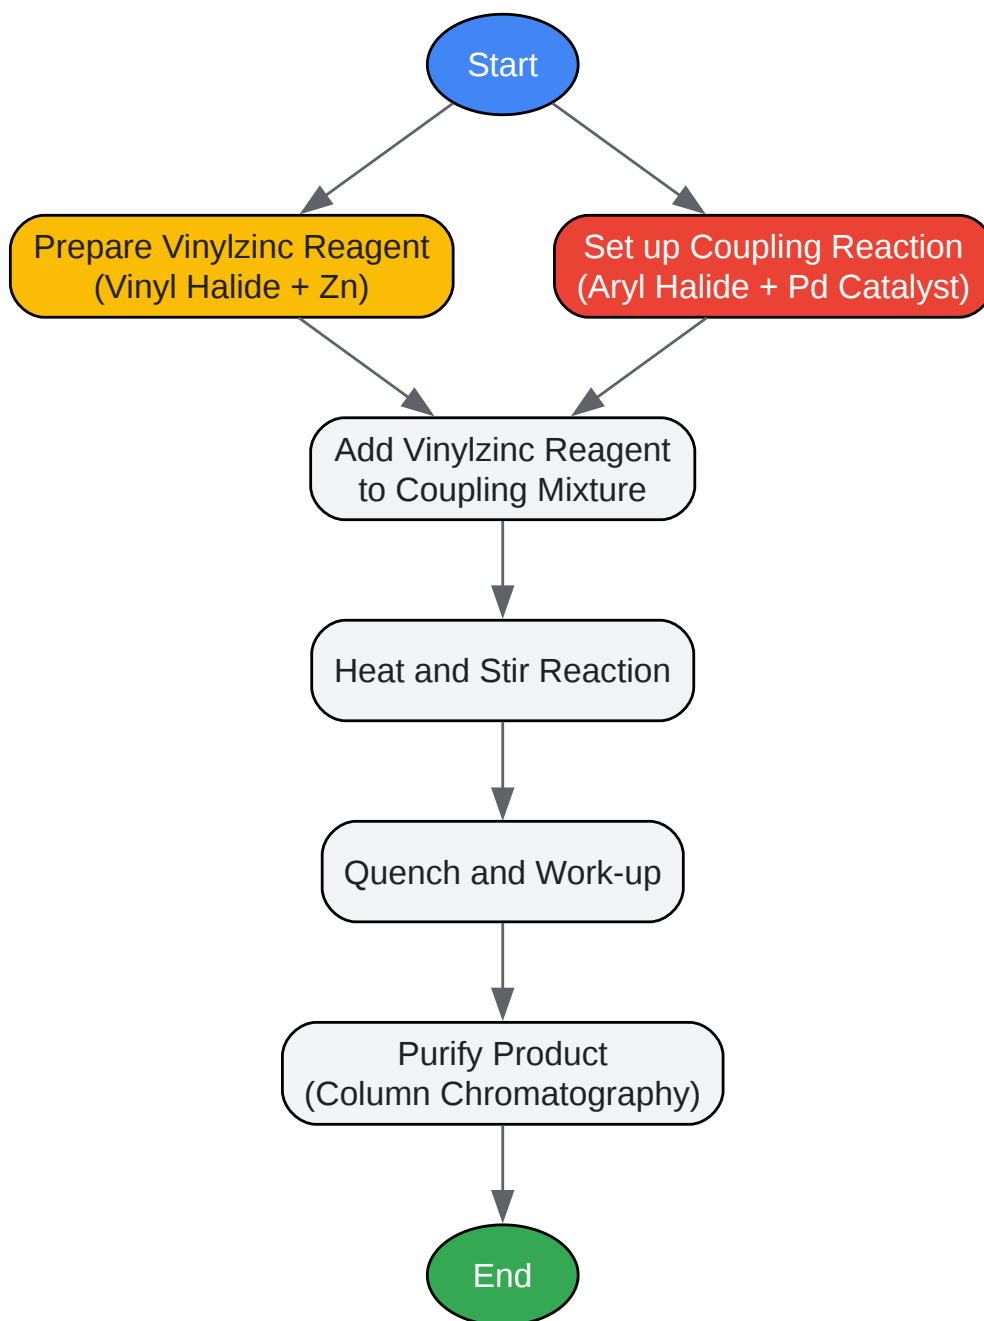 Start
Prepare Vinylzinc Reagent
(Vinyl Halide + Zn)
Set up Coupling Reaction
(Aryl Halide + Pd Catalyst)
Add Vinylzinc Reagent
to Coupling Mixture
Heat and Stir Reaction
Quench and Work-up
Purify Product
(Column Chromatography)
End